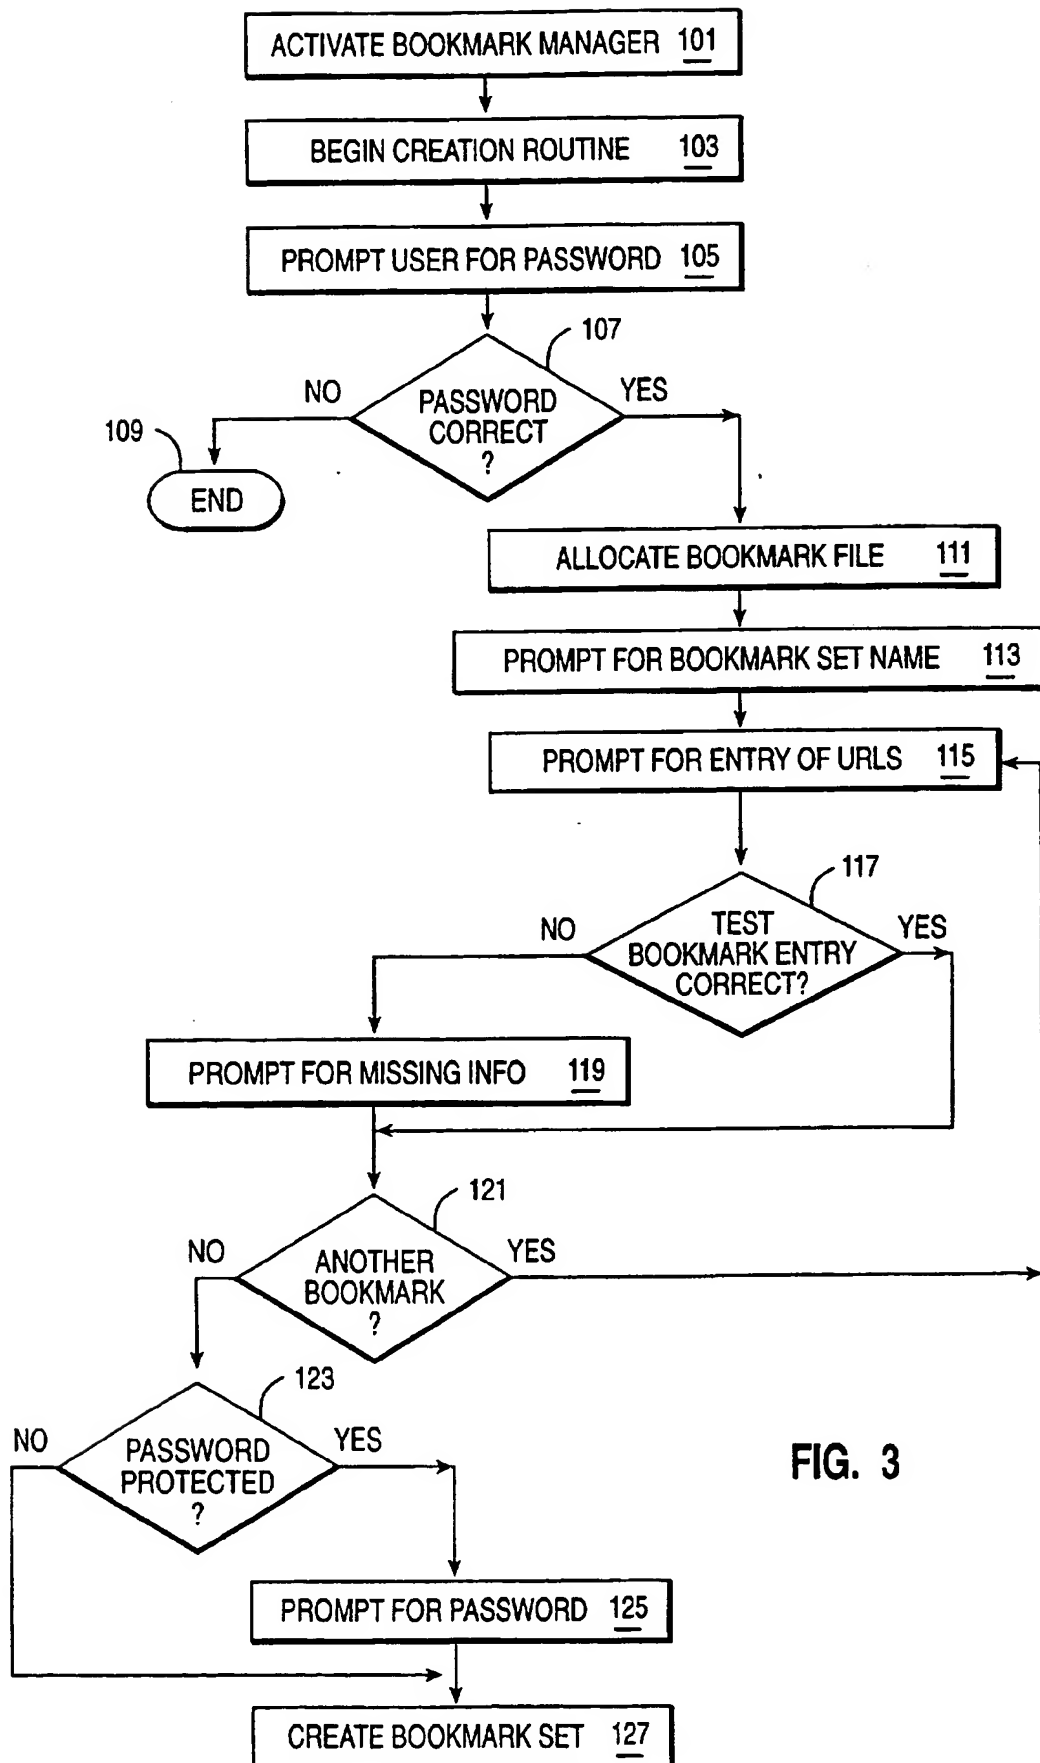 ACTIVATE BOOKMARK MANAGER 101
BEGIN CREATION ROUTINE 103
PROMPT USER FOR PASSWORD 105
107
NO
YES
PASSWORD
CORRECT
?
109
END
ALLOCATE BOOKMARK FILE 111
PROMPT FOR BOOKMARK SET NAME 113
PROMPT FOR ENTRY OF URLS 115
117
NO
YES
TEST
BOOKMARK ENTRY
CORRECT?
PROMPT FOR MISSING INFO 119
121
NO
YES
ANOTHER
BOOKMARK
?
123
NO
YES
PASSWORD
PROTECTED
?
FIG. 3
PROMPT FOR PASSWORD 125
CREATE BOOKMARK SET 127